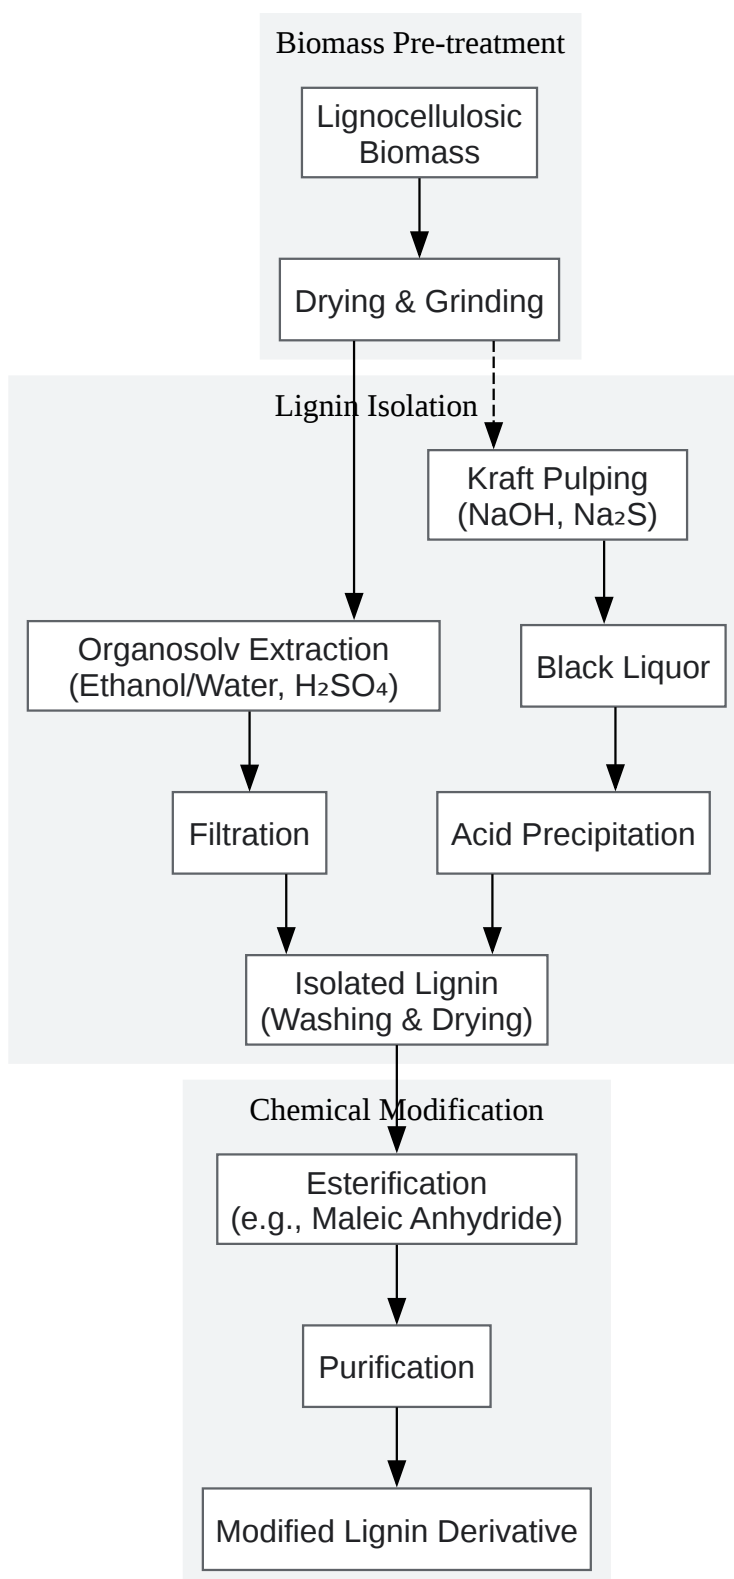 Biomass Pre-treatment
Lignocellulosic
Biomass
Drying & Grinding
Lignin Isolation
Kraft Pulping
(NaOH, Na₂S)
Organosolv Extraction
(Ethanol/Water, H₂SO₄)
Black Liquor
Filtration
Acid Precipitation
Isolated Lignin
(Washing & Drying)
Chemical Modification
Esterification
(e.g., Maleic Anhydride)
Purification
Modified Lignin Derivative